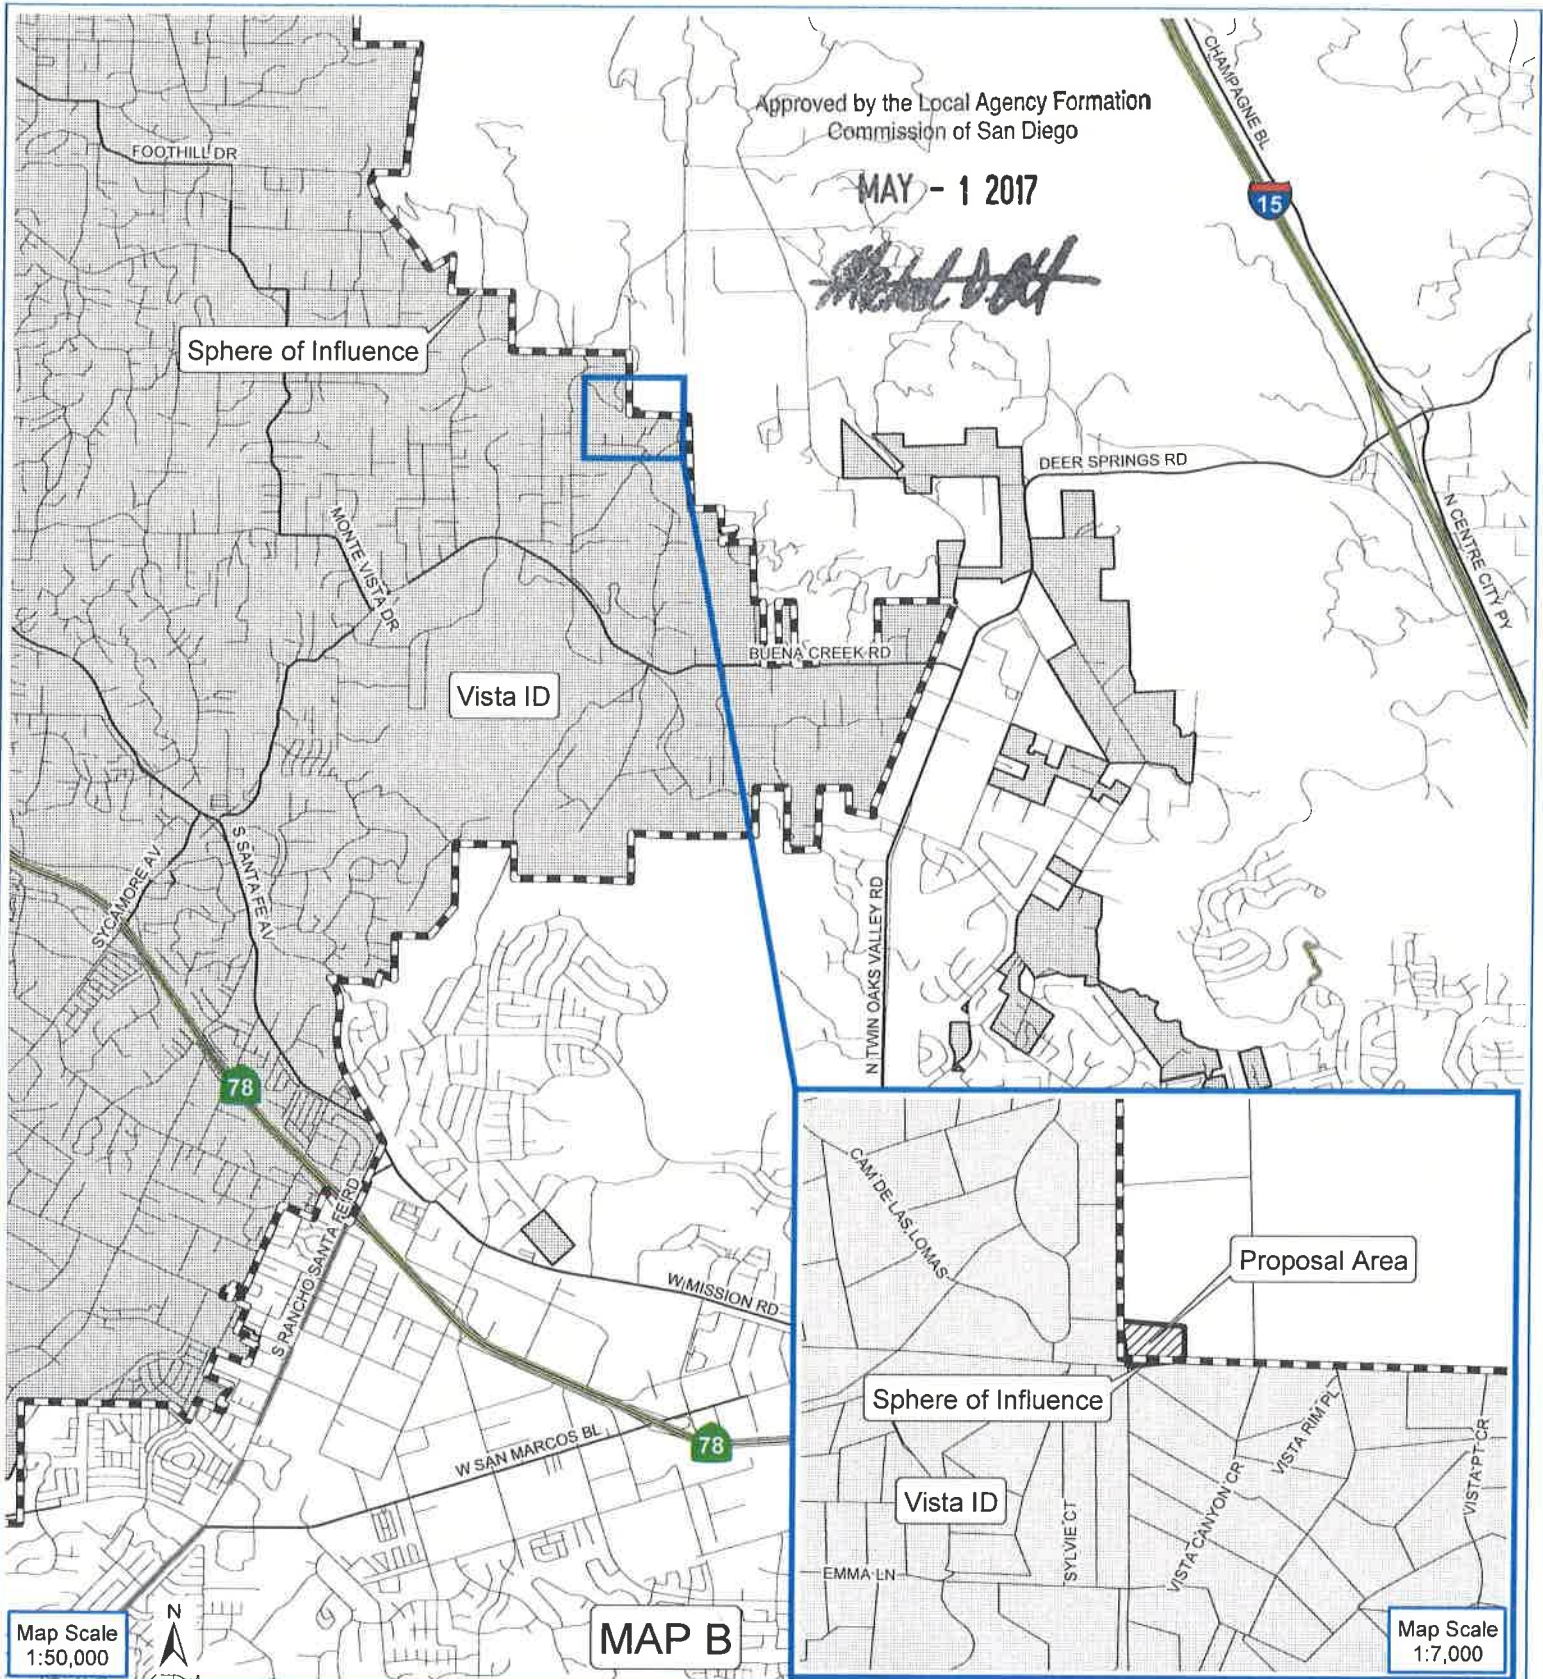 Approved by the Local Agency Formation
Commission of San Diego
MAY - 1 2017
CHAMPAGNE BL
15
FOOTHILL DR
Sphere of Influence
DEER SPRINGS RD
N CENTRE CITY PY
MONTE VISTA DR
BUENA CREEK RD
Vista ID
SYCAMORE AV
S SANTA FE AV
N TWIN OAKS VALLEY RD
78
S RANCHO SANTA FE RD
W MISSION RD
W SAN MARCOS BL
78
CAM DE LAS LOMAS
Proposal Area
Sphere of Influence
Vista ID
VISTA RIM PL
VISTA CANYON CR
VISTA PT CR
SYLVIE CT
EMMA LN
Map Scale
1:50,000
N
MAP B
Map Scale
1:7,000